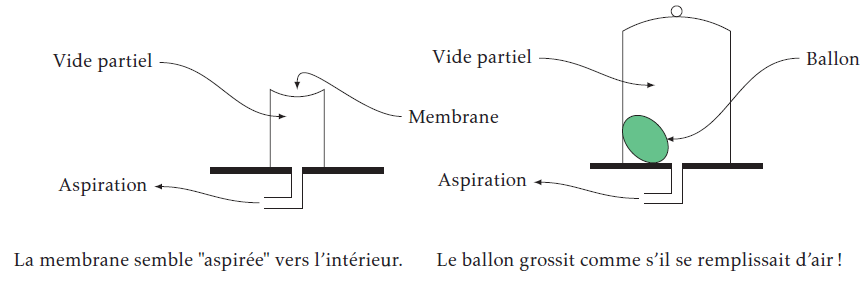 Vide partiel
Membrane
Aspiration
La membrane semble "aspirée" vers l'intérieur.
Vide partiel
Ballon
Aspiration
Le ballon grossit comme s'il se remplissait d'air !